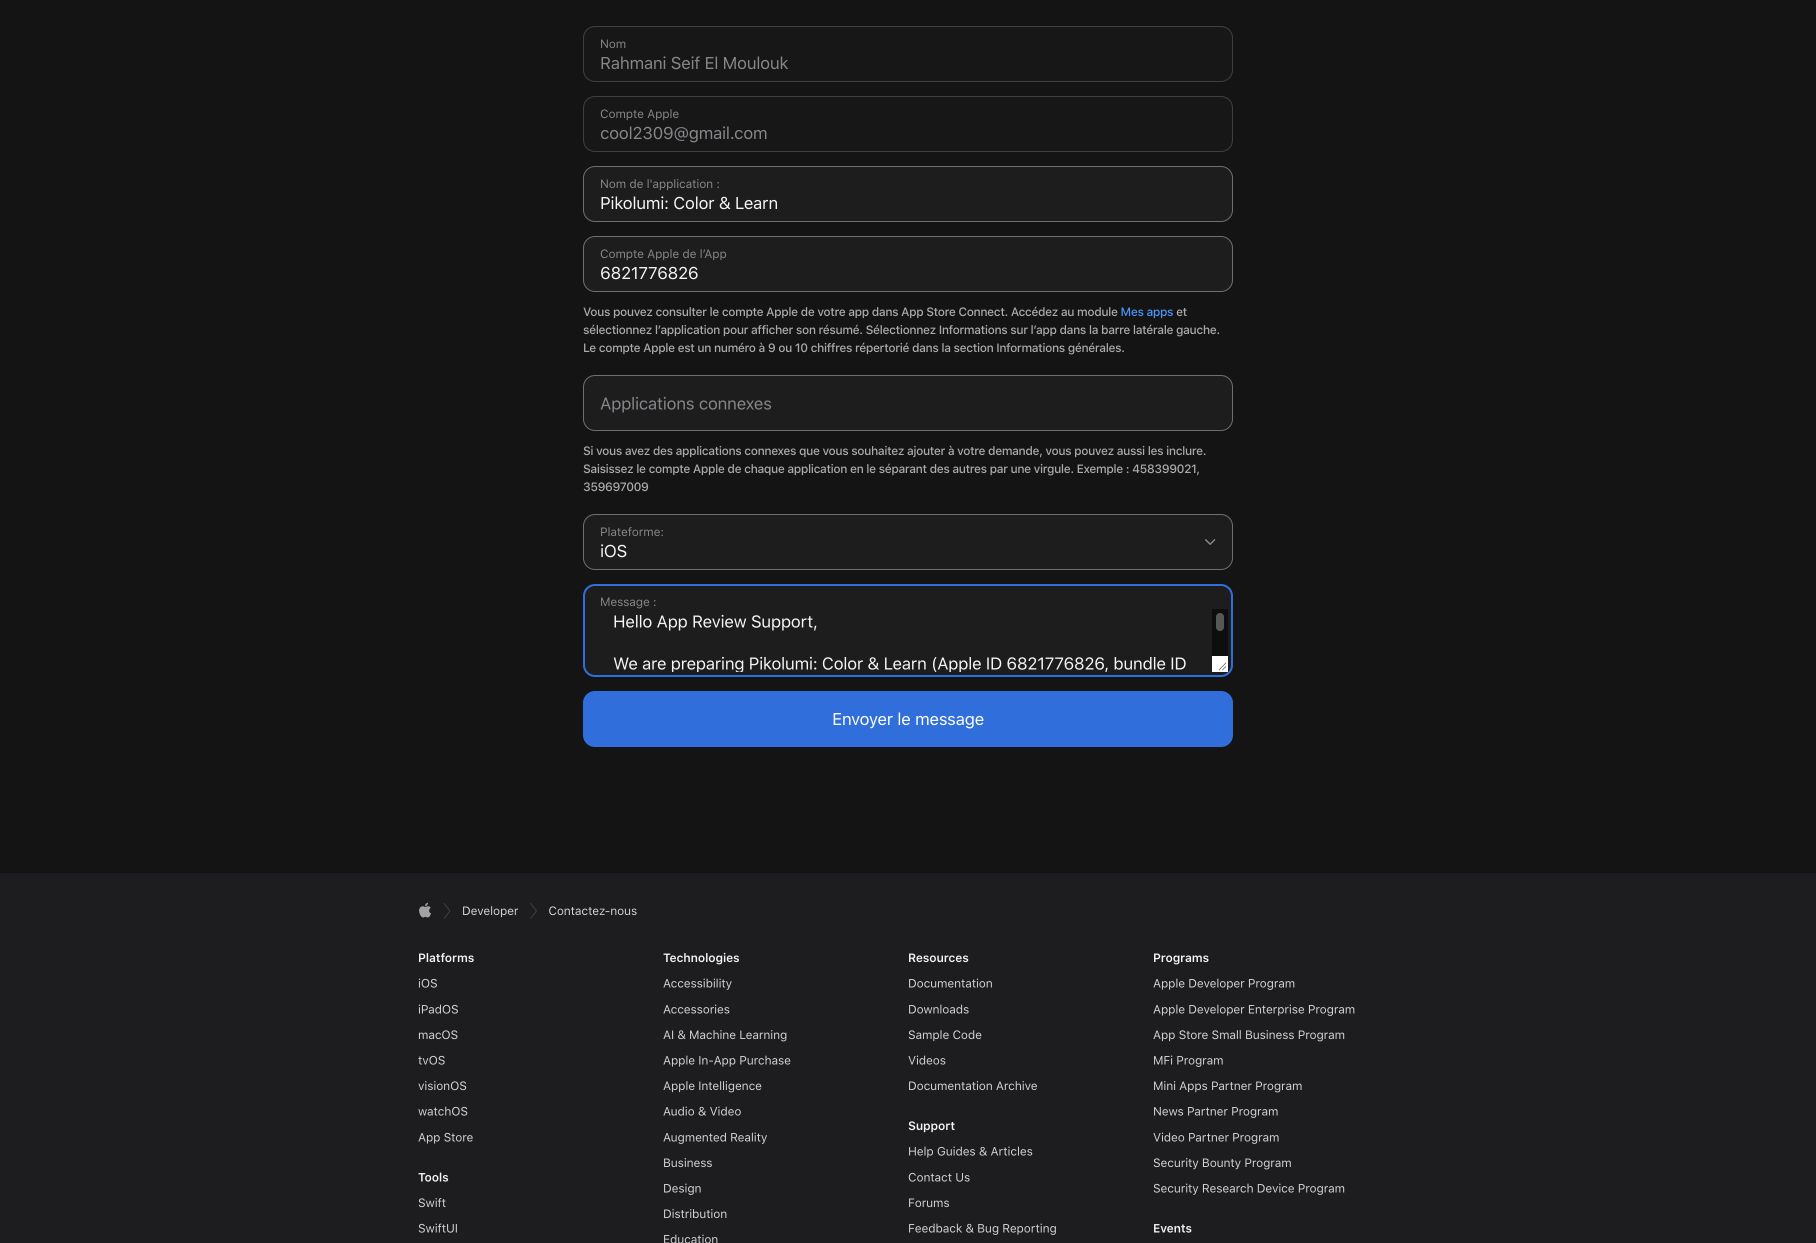 Nom
Rahmani Seif El Moulouk
Compte Apple
cool2309@gmail.com
Nom de l'application :
Pikolumi: Color & Learn
Compte Apple de l’App
6821776826
Vous pouvez consulter le compte Apple de votre app dans App Store Connect. Accédez au module Mes apps et
sélectionnez l’application pour afficher son résumé. Sélectionnez Informations sur l’app dans la barre latérale gauche.
Le compte Apple est un numéro à 9 ou 10 chiffres répertorié dans la section Informations générales.
Applications connexes
Si vous avez des applications connexes que vous souhaitez ajouter à votre demande, vous pouvez aussi les inclure.
Saisissez le compte Apple de chaque application en le séparant des autres par une virgule. Exemple : 458399021,
359697009
Plateforme:
iOS
Message :
Hello App Review Support,
We are preparing Pikolumi: Color & Learn (Apple ID 6821776826, bundle ID
Envoyer le message
Developer
Contactez-nous
Platforms
iOS
iPadOS
macOS
tvOS
visionOS
watchOS
App Store
Tools
Swift
SwiftUI
Technologies
Accessibility
Accessories
AI & Machine Learning
Apple In-App Purchase
Apple Intelligence
Audio & Video
Augmented Reality
Business
Design
Distribution
Education
Resources
Documentation
Downloads
Sample Code
Videos
Documentation Archive
Support
Help Guides & Articles
Contact Us
Forums
Feedback & Bug Reporting
Programs
Apple Developer Program
Apple Developer Enterprise Program
App Store Small Business Program
MFi Program
Mini Apps Partner Program
News Partner Program
Video Partner Program
Security Bounty Program
Security Research Device Program
Events